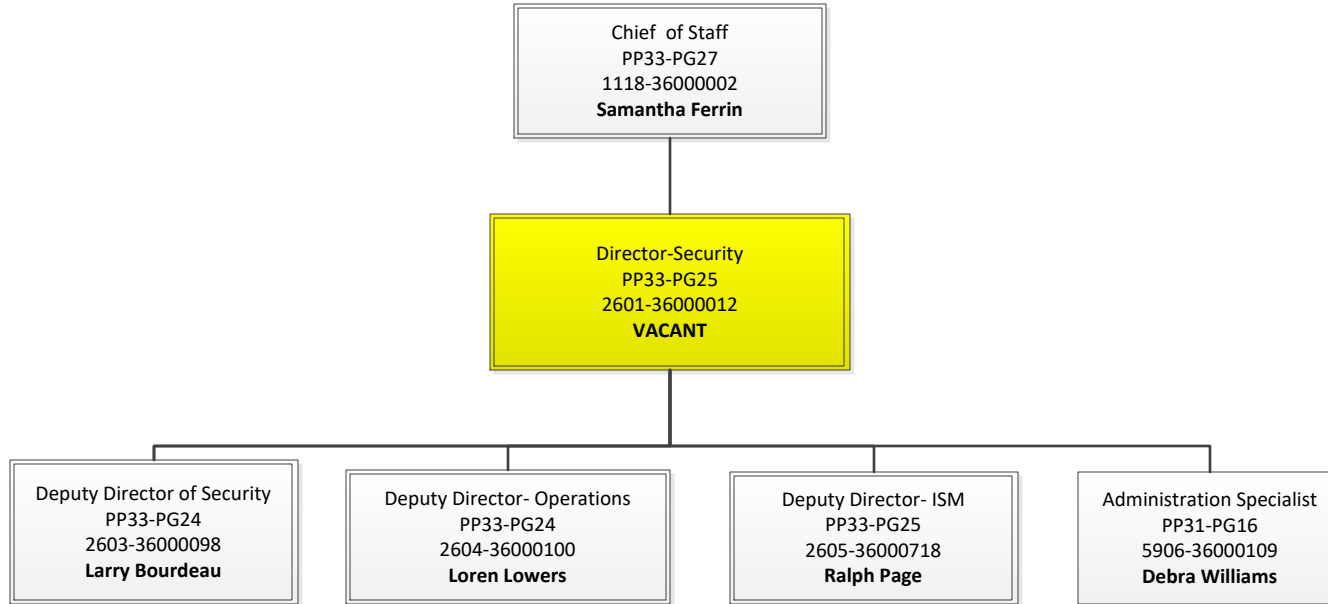 Chief of Staff
PP33-PG27
1118-36000002
Samantha Ferrin
Director-Security
PP33-PG25
2601-36000012
VACANT
Deputy Director of Security
PP33-PG24
2603-36000098
Larry Bourdeau
Deputy Director- Operations
PP33-PG24
2604-36000100
Loren Lowers
Deputy Director- ISM
PP33-PG25
2605-36000718
Ralph Page
Administration Specialist
PP31-PG16
5906-36000109
Debra Williams